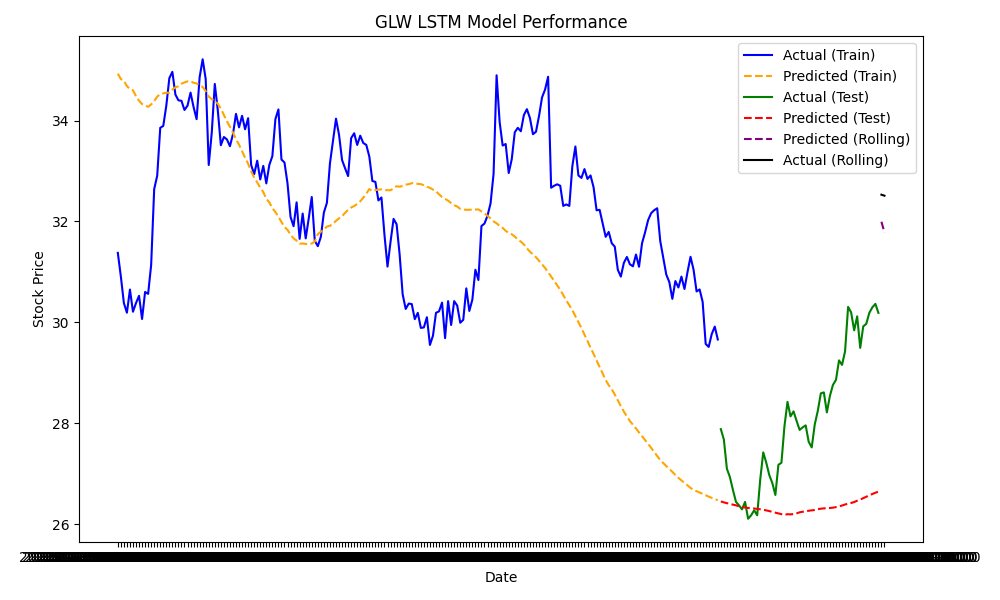 GLW LSTM Model Performance
Actual (Train)
Predicted (Train)
Actual (Test)
Predicted (Test)
Predicted (Rolling)
Actual (Rolling)
34
32
30
28
26
Stock Price
Date